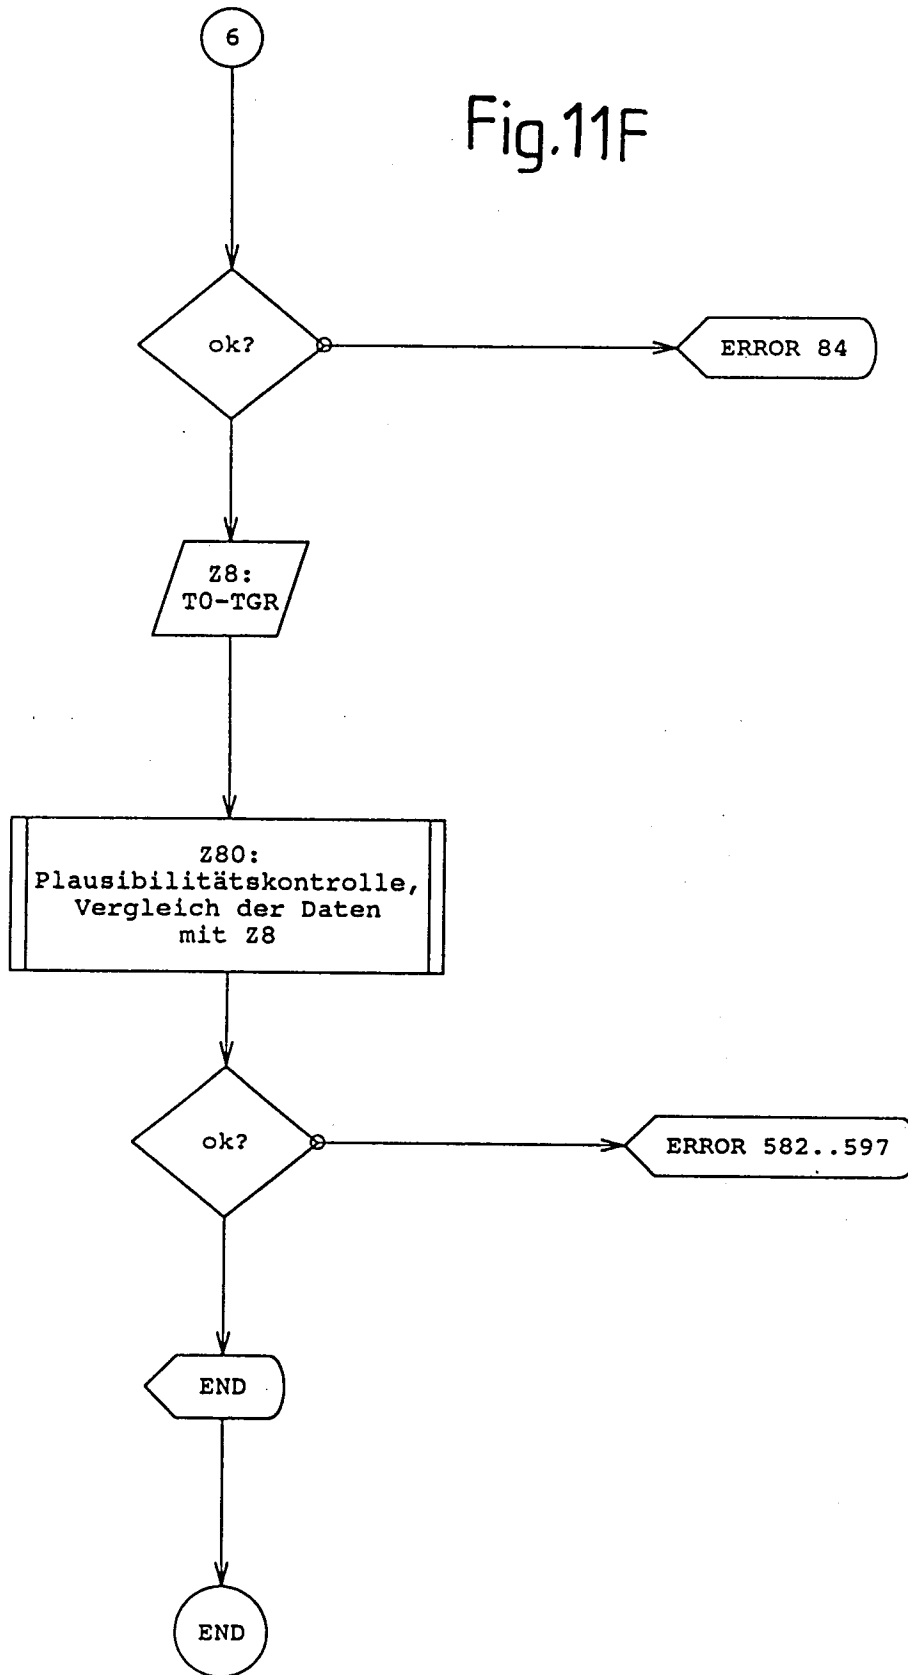 6
Fig.11F
ok?
ERROR 84
Z8:
T0-TGR
Z80:
Plausibilitätskontrolle,
Vergleich der Daten
mit Z8
ok?
ERROR 582..597
END
END